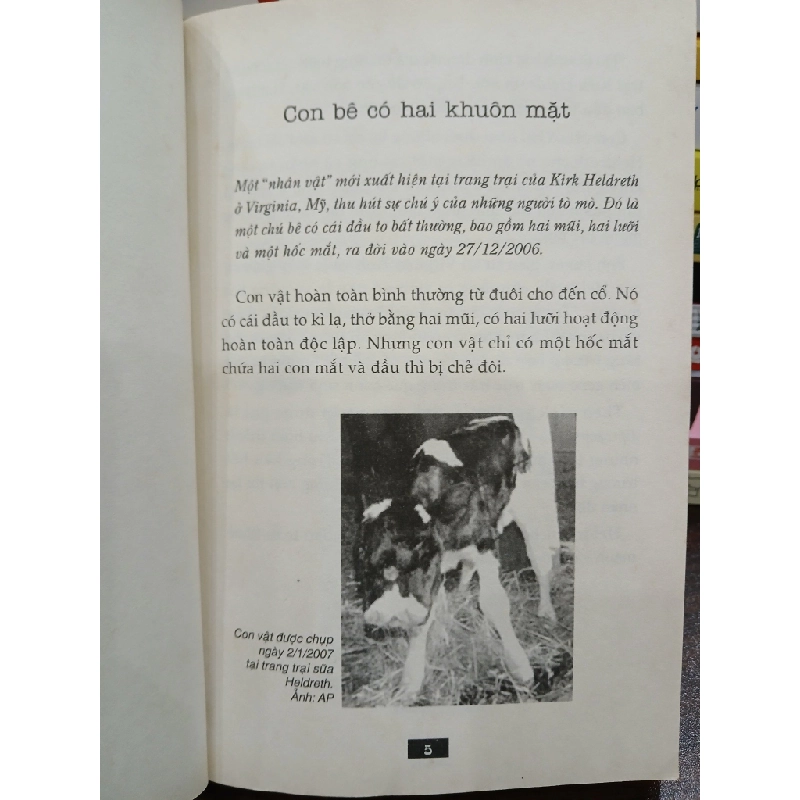 Con bê có hai khuôn mặt
Một "nhân vật" mới xuất hiện tại trang trại của Kirk Heldreth
ở Virginia, Mỹ, thu hút sự chú ý của những người tò mò. Đó là
một chú bê có cái đầu to bất thường, bao gồm hai mũi, hai lưỡi
và một hốc mắt, ra đời vào ngày 27/12/2006.
Con vật hoàn toàn bình thường từ đuôi cho đến cổ. Nó
có cái đầu to kì lạ, thở bằng hai mũi, có hai lưỡi hoạt động
hoàn toàn độc lập. Nhưng con vật chỉ có một hốc mắt
chứa hai con mắt và đầu thì bị chẻ đôi.
Con vật được chụp
ngày 2/1/2007
tại trang trại sữa
Heldreth.
Ảnh: AP
5